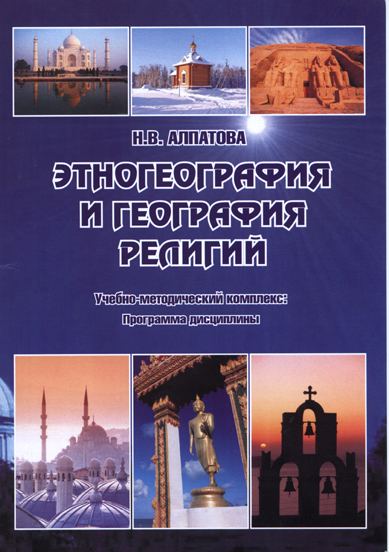 Н.В. АЛПАТОВА
ЭТНОГЕОГРАФИЯ
И ГЕОГРАФИЯ
РЕЛИГИЙ
Учебно-методический комплекс:
Программа дисциплины